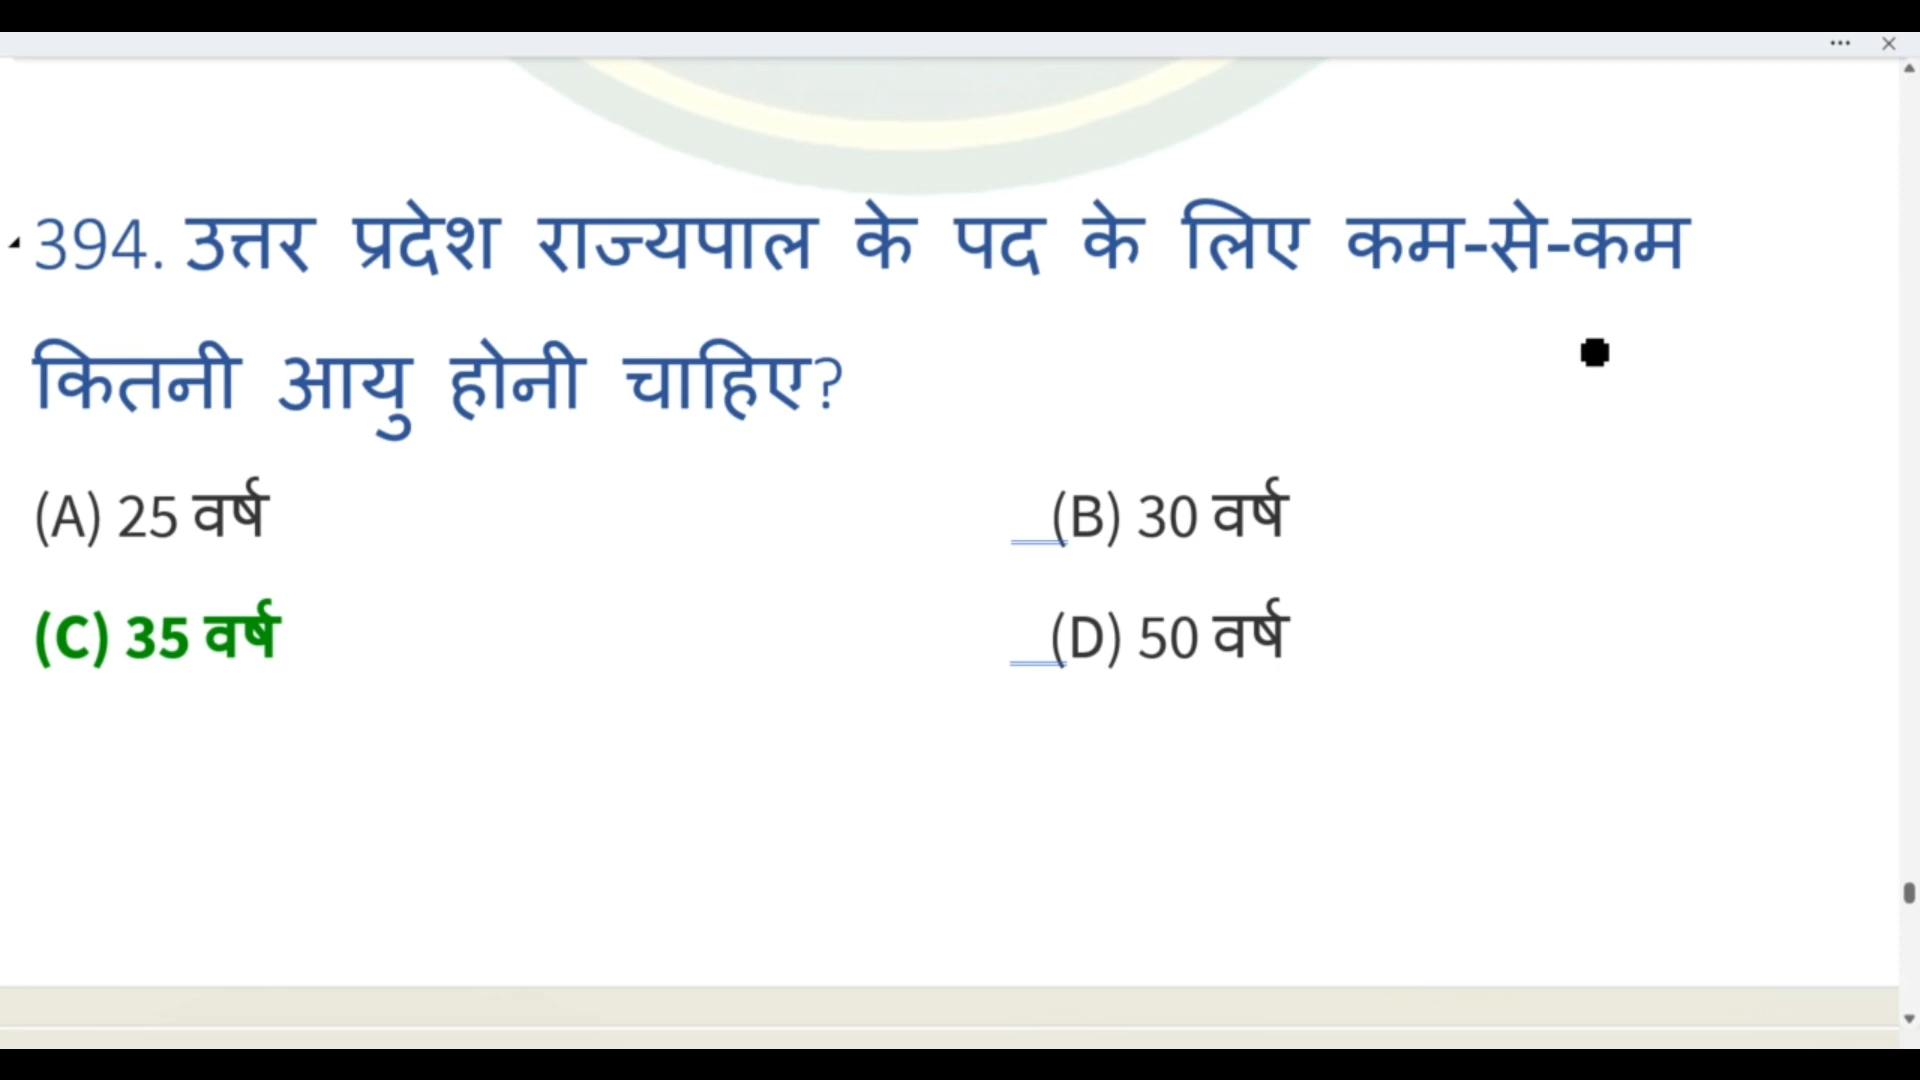 394. उत्तर प्रदेश राज्यपाल के पद के लिए कम-से-कम
कितनी आयु होनी चाहिए?
(A) 25 वर्ष (B) 30 वर्ष
(C) 35 वर्ष (D) 50 वर्ष